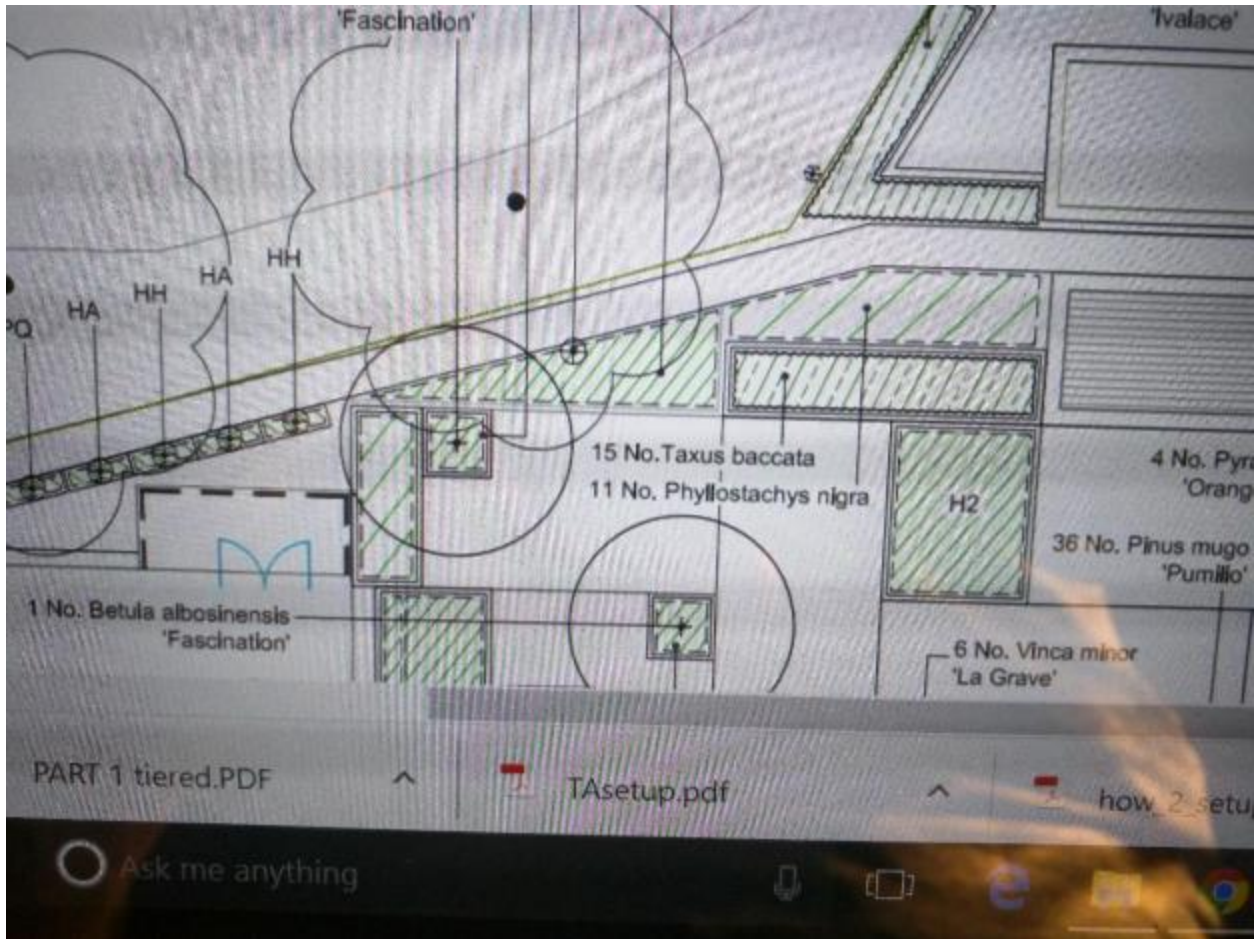 'Fascination'
'Ivalace'
HH
HA
HH
HA
PQ
15 No.Taxus baccata
11 No. Phyllostachys nigra
4 No. Pyra
'Orang
H2
36 No. Pinus mugo
'Pumilio'
1 No. Betula albosinensis
'Fascination'
6 No. Vinca minor
'La Grave'
PART 1 tiered.PDF
TAsetup.pdf
how_2_setu
Ask me anything